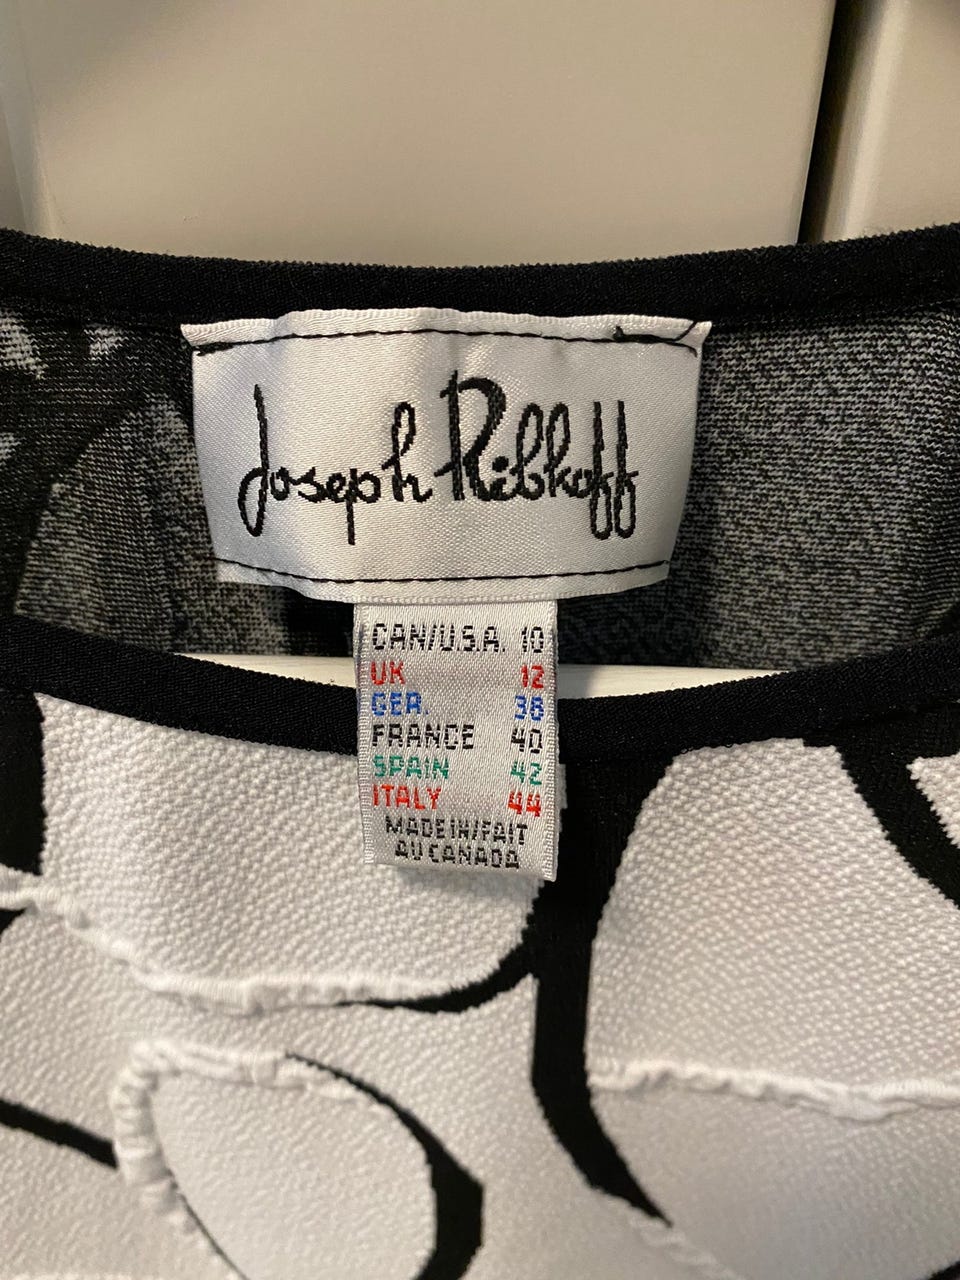 Joseph Ribkoff
CAN/U.S.A. 10
UK 12
GER. 38
FRANCE 40
SPAIN 42
ITALY 44
MADE IN/FAIT
AU CANADA